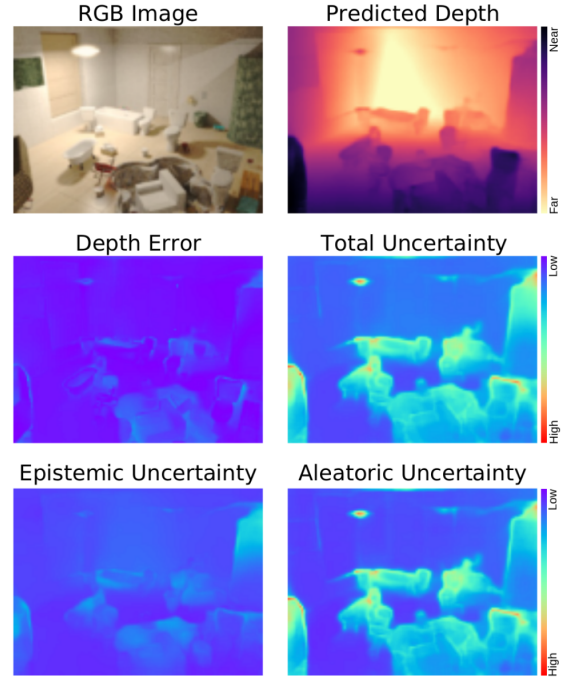 RGB Image
Predicted Depth
Near
Far
Depth Error
Total Uncertainty
Low
High
Epistemic Uncertainty
Aleatoric Uncertainty
Low
High